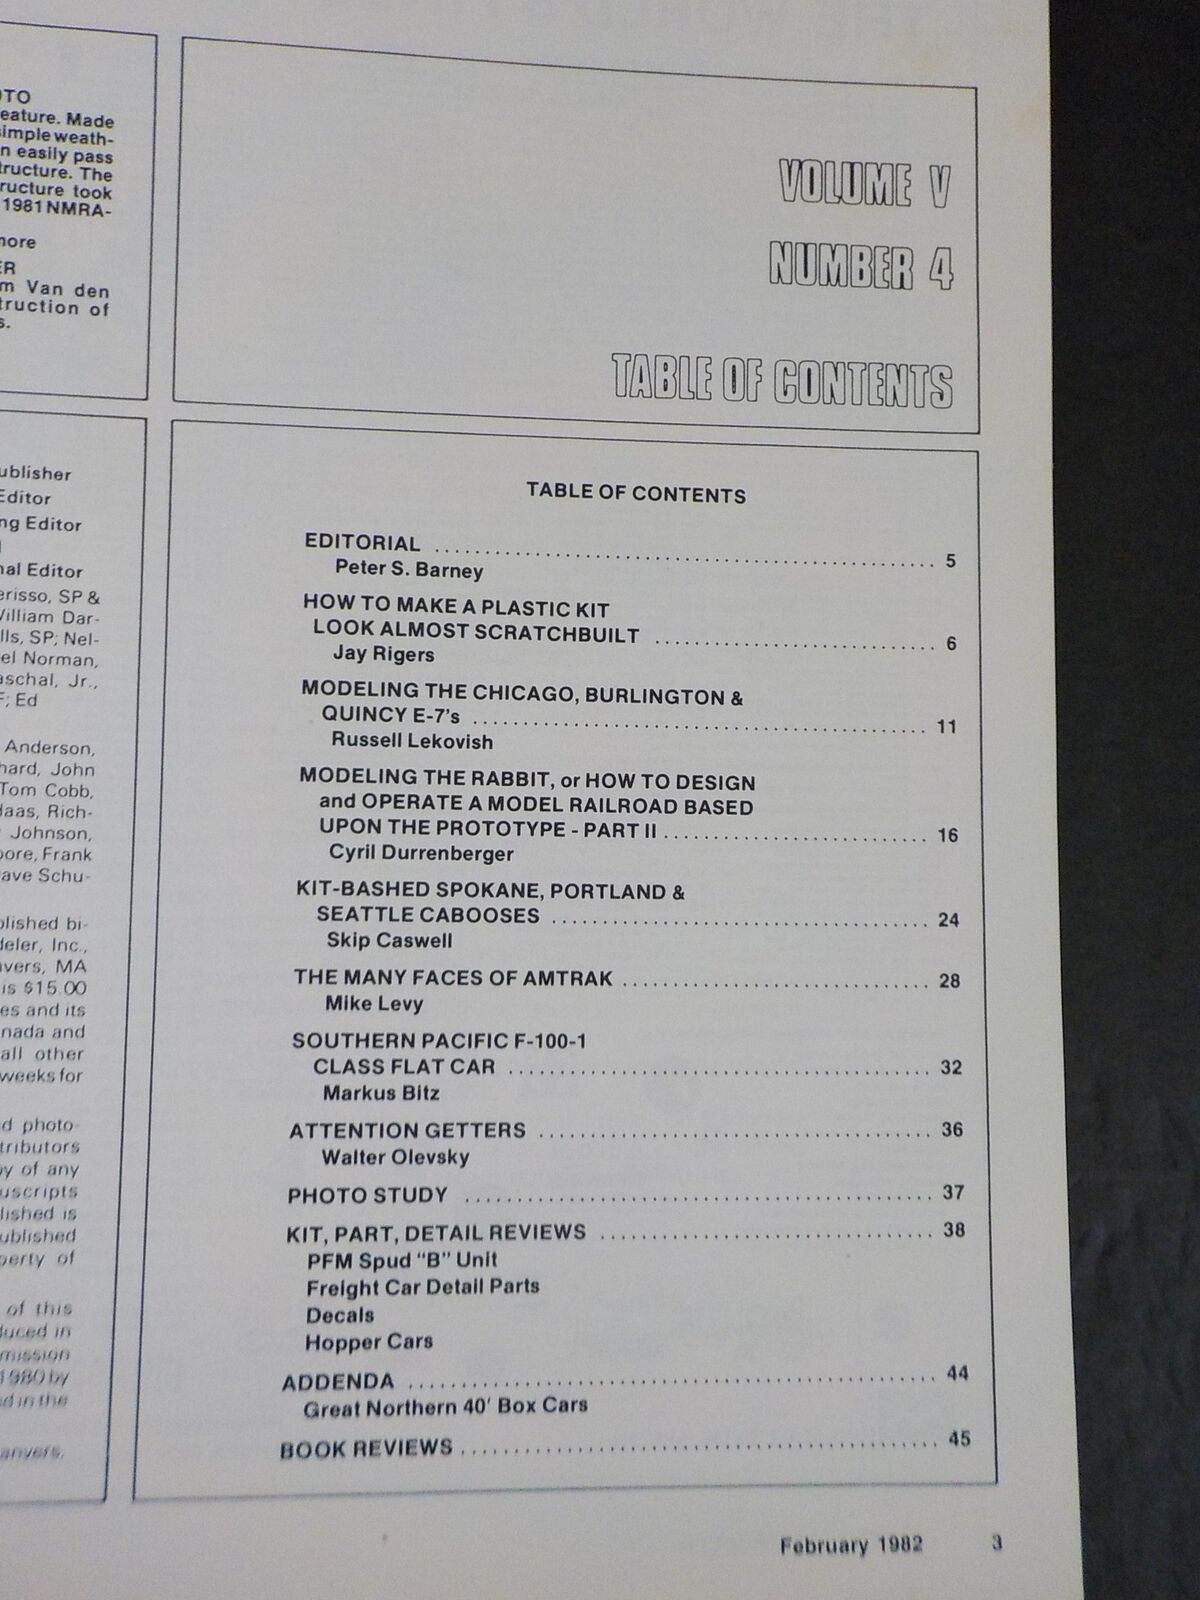 OTO
eature. Made
simple weath-
n easily pass
tructure. The
ructure took
1981 NMRA-
more
ER
m Van den
truction of
s.
ublisher
Editor
ng Editor
nal Editor
erisso, SP &
William Dar-
lls, SP; Nel-
el Norman,
aschal, Jr.,
F; Ed
Anderson,
hard, John
Tom Cobb,
Haas, Rich-
Johnson,
oore, Frank
ave Schu-
blished bi-
deler, Inc.,
nvers, MA
is $15.00
es and its
nada and
all other
weeks for
d photo-
tributors
py of any
uscripts
lished is
ublished
perty of
of this
duced in
mission
1980 by
d in the
anvers,
VOLUME V
NUMBER 4
TABLE OF CONTENTS
TABLE OF CONTENTS
EDITORIAL ........ 5
Peter S. Barney
HOW TO MAKE A PLASTIC KIT
LOOK ALMOST SCRATCHBUILT ........ 6
Jay Rigers
MODELING THE CHICAGO, BURLINGTON &
QUINCY E-7's ........ 11
Russell Lekovish
MODELING THE RABBIT, or HOW TO DESIGN
and OPERATE A MODEL RAILROAD BASED
UPON THE PROTOTYPE - PART II ........ 16
Cyril Durrenberger
KIT-BASHED SPOKANE, PORTLAND &
SEATTLE CABOOSES ........ 24
Skip Caswell
THE MANY FACES OF AMTRAK ........ 28
Mike Levy
SOUTHERN PACIFIC F-100-1
CLASS FLAT CAR ........ 32
Markus Bitz
ATTENTION GETTERS ........ 36
Walter Olevsky
PHOTO STUDY ........ 37
KIT, PART, DETAIL REVIEWS ........ 38
PFM Spud "B" Unit
Freight Car Detail Parts
Decals
Hopper Cars
ADDENDA ........ 44
Great Northern 40' Box Cars
BOOK REVIEWS ........ 45
February 1982 3